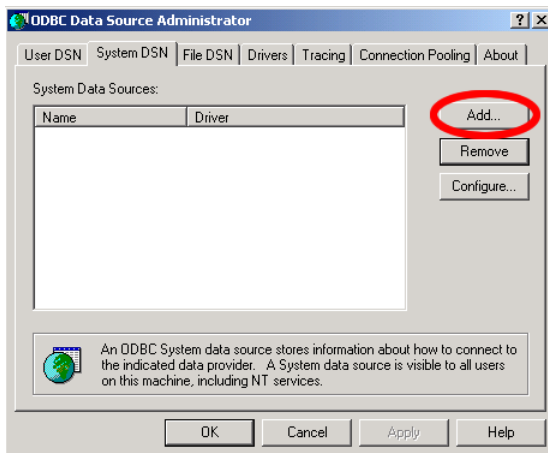 ODBC Data Source Administrator
User DSN System DSN File DSN Drivers Tracing Connection Pooling About
System Data Sources:
Name Driver
Add...
Remove
Configure...
An ODBC System data source stores information about how to connect to
the indicated data provider. A System data source is visible to all users
on this machine, including NT services.
OK Cancel Apply Help